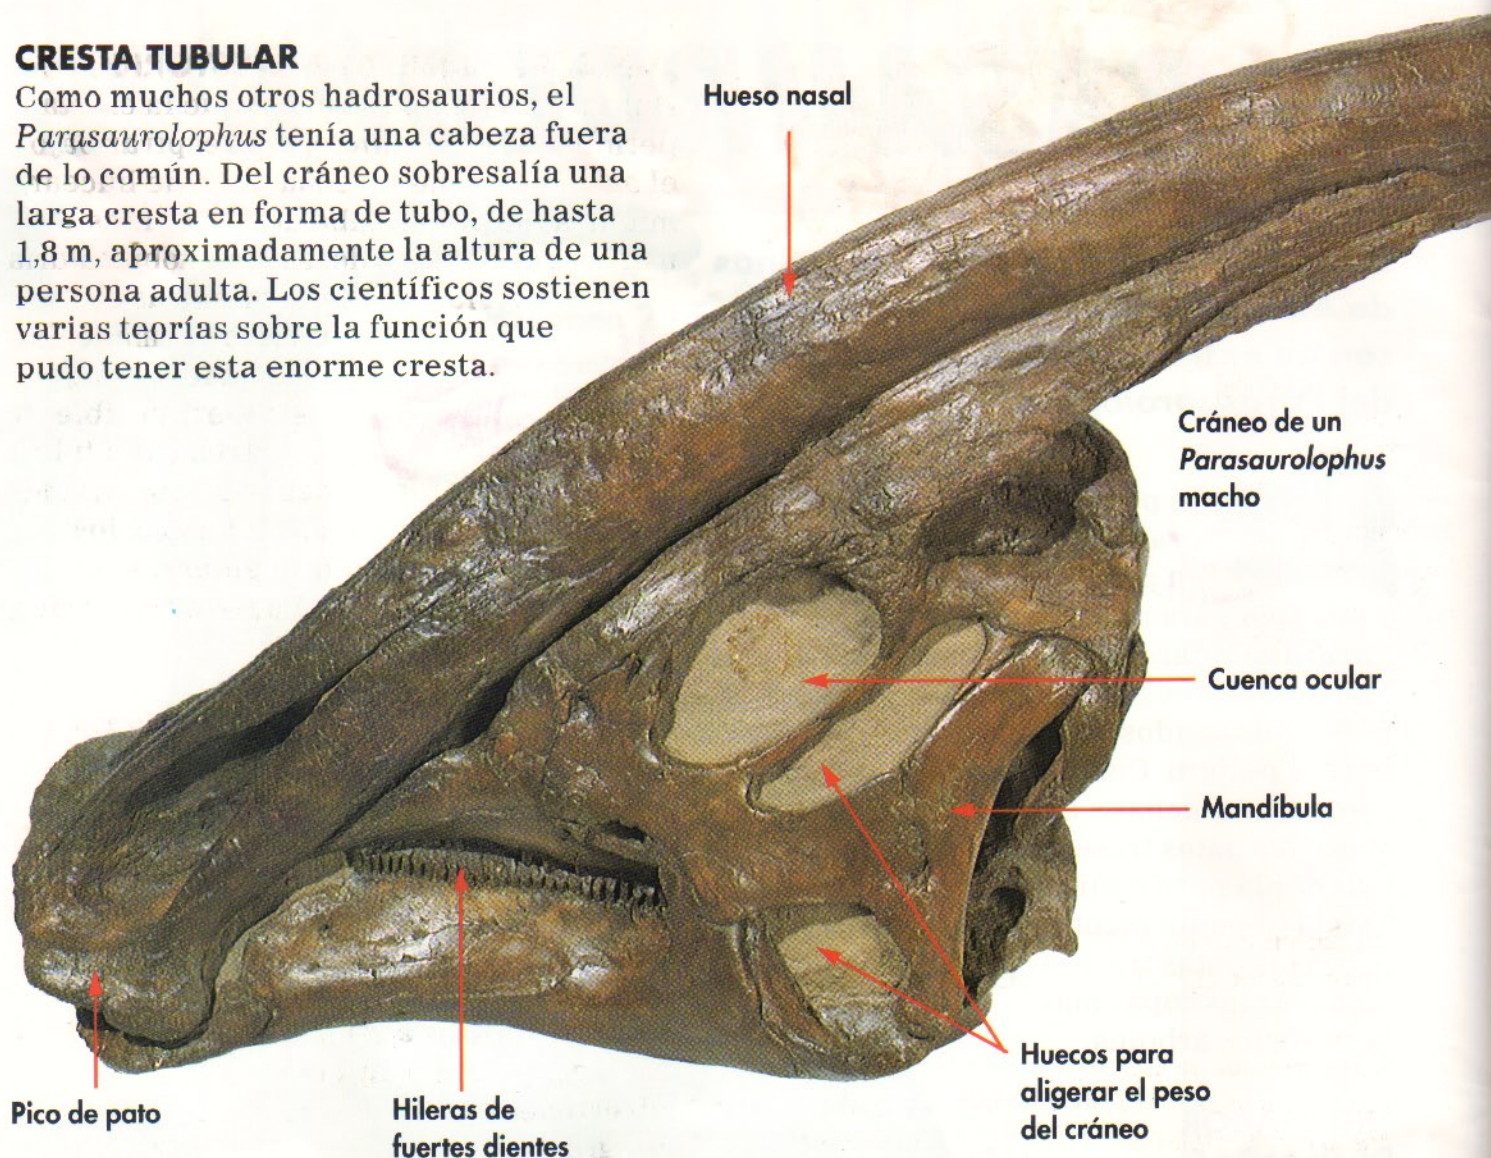 CRESTA TUBULAR
Como muchos otros hadrosaurios, el
Parasaurolophus tenía una cabeza fuera
de lo común. Del cráneo sobresalía una
larga cresta en forma de tubo, de hasta
1,8 m, aproximadamente la altura de una
persona adulta. Los científicos sostienen
varias teorías sobre la función que
pudo tener esta enorme cresta.
Hueso nasal
Cráneo de un
Parasaurolophus
macho
Cuenca ocular
Mandíbula
Huecos para
aligerar el peso
del cráneo
Pico de pato
Hileras de
fuertes dientes